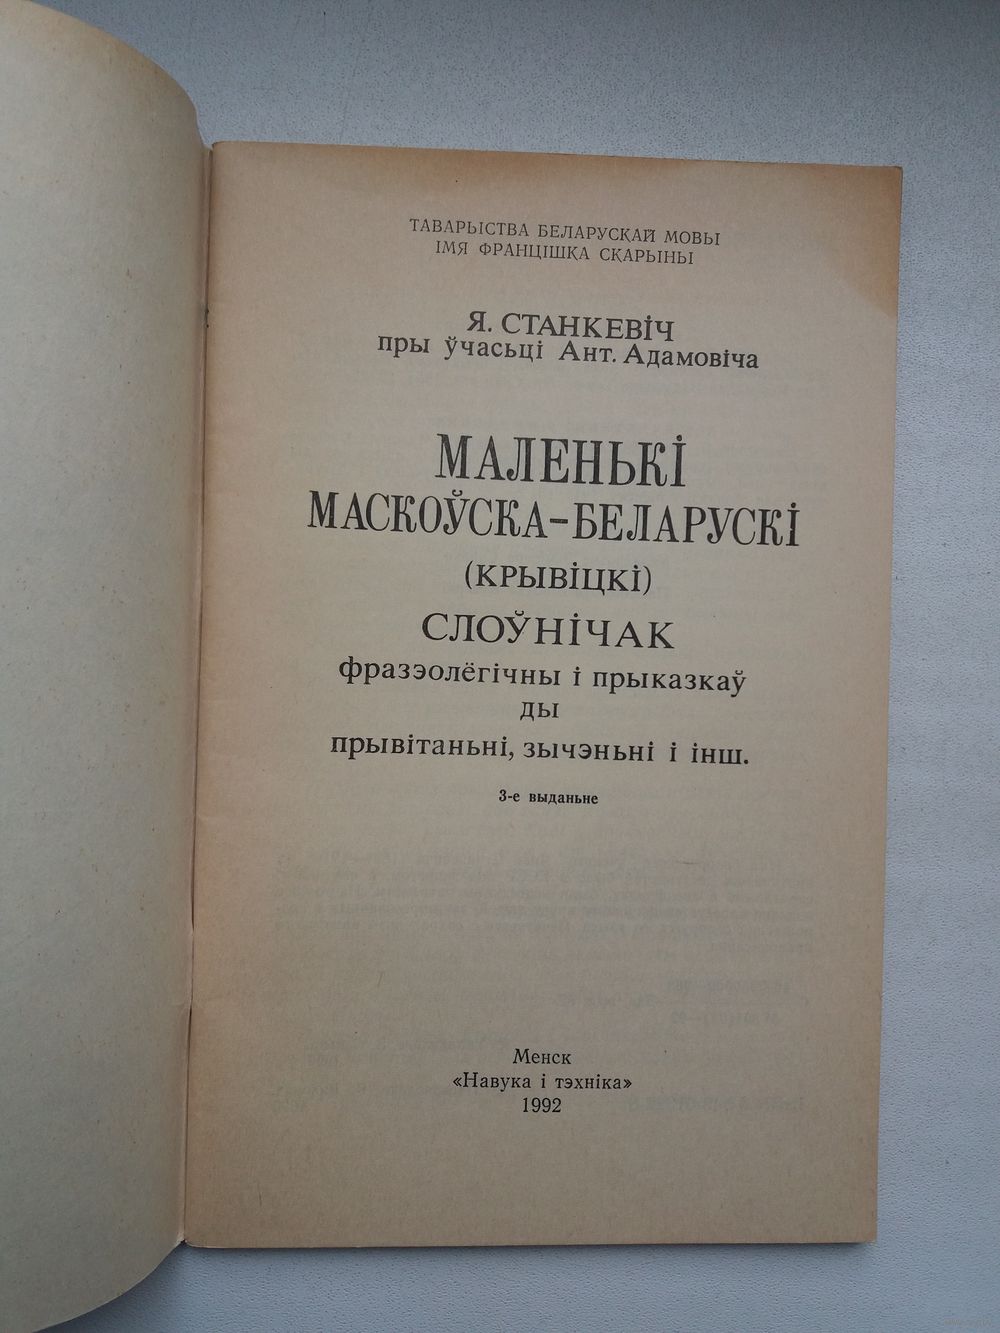 ТАВАРЫСТВА БЕЛАРУСКАЙ МОВЫ
ІМЯ ФРАНЦІШКА СКАРЫНЫ
Я. СТАНКЕВІЧ
пры ўчасьці Ант. Адамовіча
МАЛЕНЬКІ
МАСКОЎСКА-БЕЛАРУСКІ
(КРЫВІЦКІ)
СЛОЎНІЧАК
фразэолёгічны і прыказкаў
ды
прывітаньні, зычэньні і інш.
3-е выданьне
Менск
«Навука і тэхніка»
1992